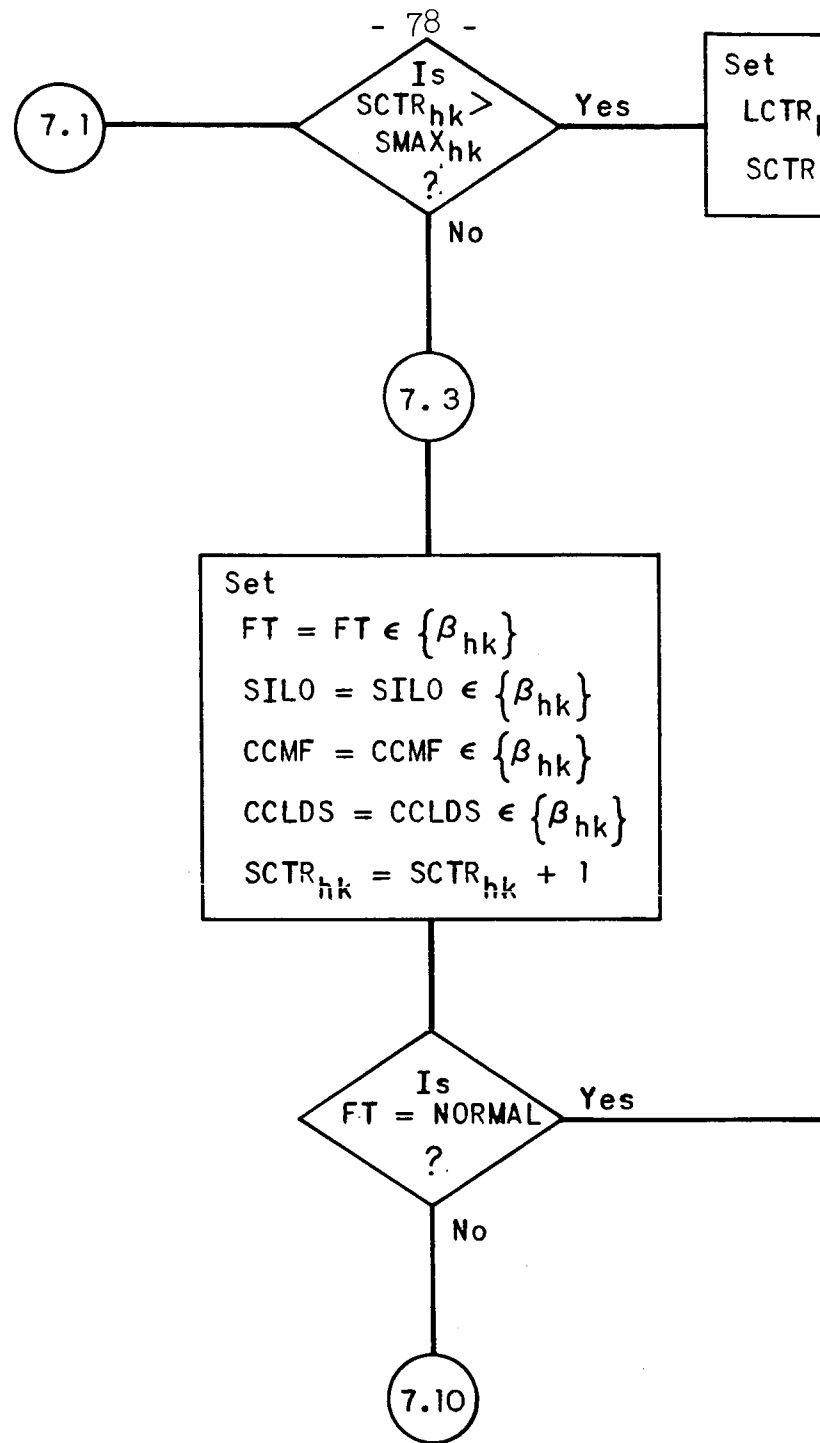 - 78 -
7.1
Is
SCTR_hk >
SMAX_hk
?
Yes
Set
LCTR
SCTR
No
7.3
Set
FT = FT ϵ {β_hk}
SILO = SILO ϵ {β_hk}
CCMF = CCMF ϵ {β_hk}
CCLDS = CCLDS ϵ {β_hk}
SCTR_hk = SCTR_hk + 1
Is
FT = NORMAL
?
Yes
No
7.10